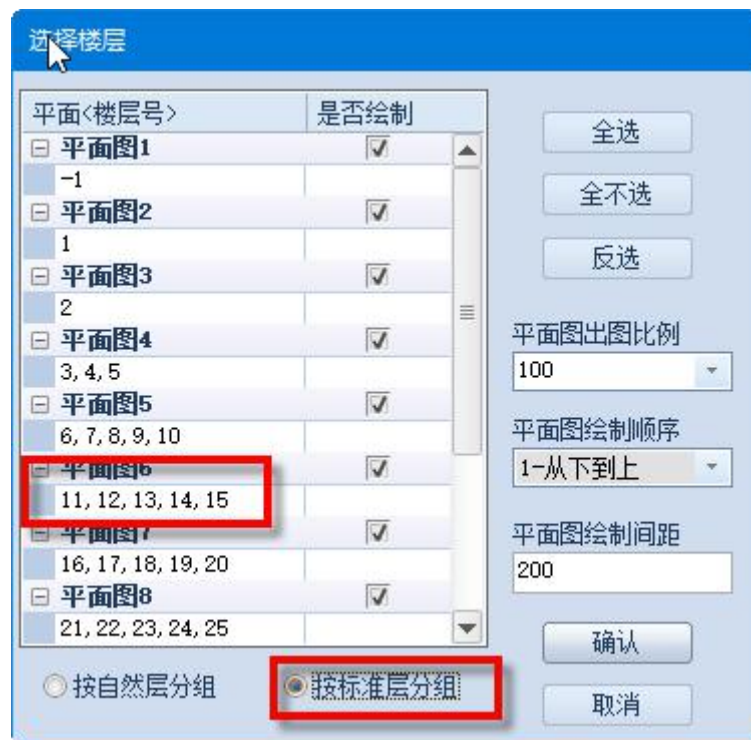 选择楼层
平面<楼层号> 是否绘制
平面图1
-1
平面图2
1
平面图3
2
平面图4
3, 4, 5
平面图5
6, 7, 8, 9, 10
平面图6
11, 12, 13, 14, 15
平面图7
16, 17, 18, 19, 20
平面图8
21, 22, 23, 24, 25
按自然层分组 按标准层分组
全选
全不选
反选
平面图出图比例
100
平面图绘制顺序
1-从下到上
平面图绘制间距
200
确认
取消